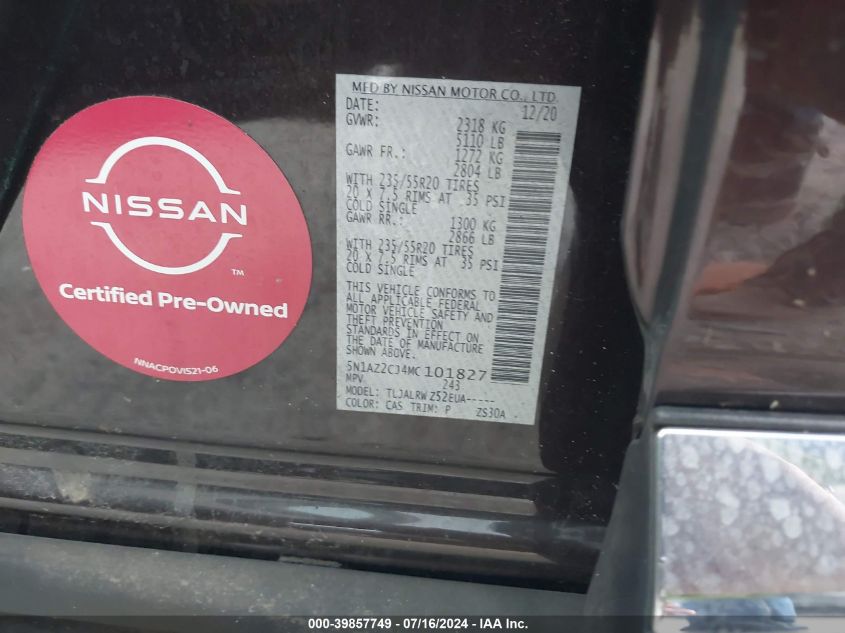 NISSAN
TM
Certified Pre-Owned
NNACPOVIS21-06
MFD BY NISSAN MOTOR CO., LTD.
DATE: 12/20
GVWR: 2318 KG
5110 LB
GAWR FR.: 1272 KG
2804 LB
WITH 235/55R20 TIRES
20 X 7.5 RIMS AT 35 PSI
COLD SINGLE
GAWR RR.: 1300 KG
2866 LB
WITH 235/55R20 TIRES
20 X 7.5 RIMS AT 35 PSI
COLD SINGLE
THIS VEHICLE CONFORMS TO
ALL APPLICABLE FEDERAL
MOTOR VEHICLE SAFETY AND
THEFT PREVENTION
STANDARDS IN EFFECT ON
THE DATE OF MANUFACTURE
SHOWN ABOVE.
5N1AZ2CJ4MC101827
MPV 243
MODEL: TLJALRW Z52EUA-----
COLOR: CAS TRIM: P ZS30A
000-39857749 - 07/16/2024 - IAA Inc.